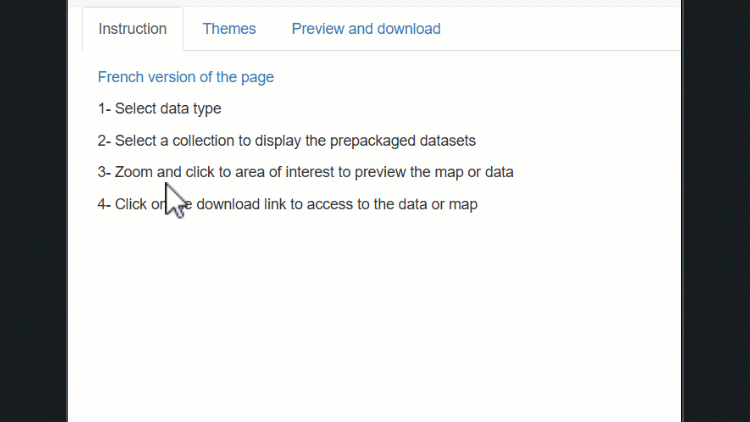 Instruction Themes Preview and download
French version of the page
1- Select data type
2- Select a collection to display the prepackaged datasets
3- Zoom and click to area of interest to preview the map or data
4- Click download link to access to the data or map